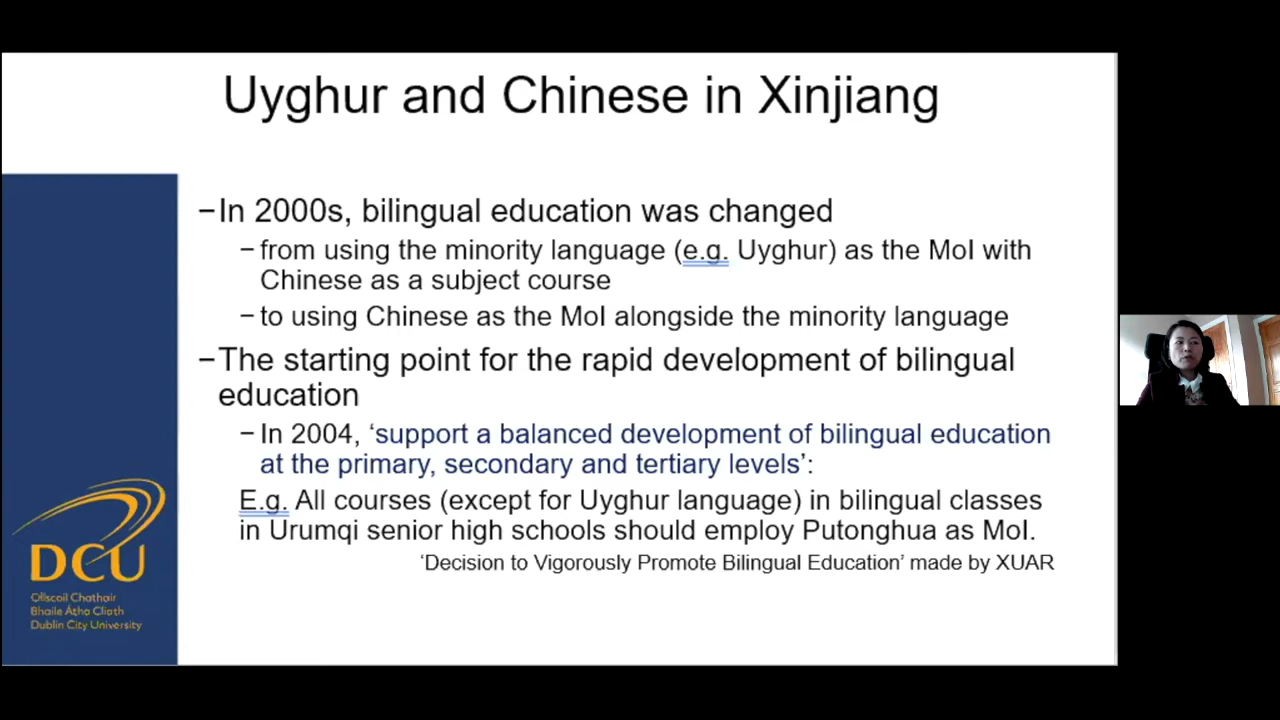 Uyghur and Chinese in Xinjiang
–In 2000s, bilingual education was changed
– from using the minority language (e.g. Uyghur) as the MoI with
Chinese as a subject course
– to using Chinese as the MoI alongside the minority language
–The starting point for the rapid development of bilingual
education
– In 2004, ‘support a balanced development of bilingual education
at the primary, secondary and tertiary levels’:
E.g. All courses (except for Uyghur language) in bilingual classes
in Urumqi senior high schools should employ Putonghua as MoI.
‘Decision to Vigorously Promote Bilingual Education’ made by XUAR
DCU
Ollscoil Chathair
Bhaile Átha Cliath
Dublin City University